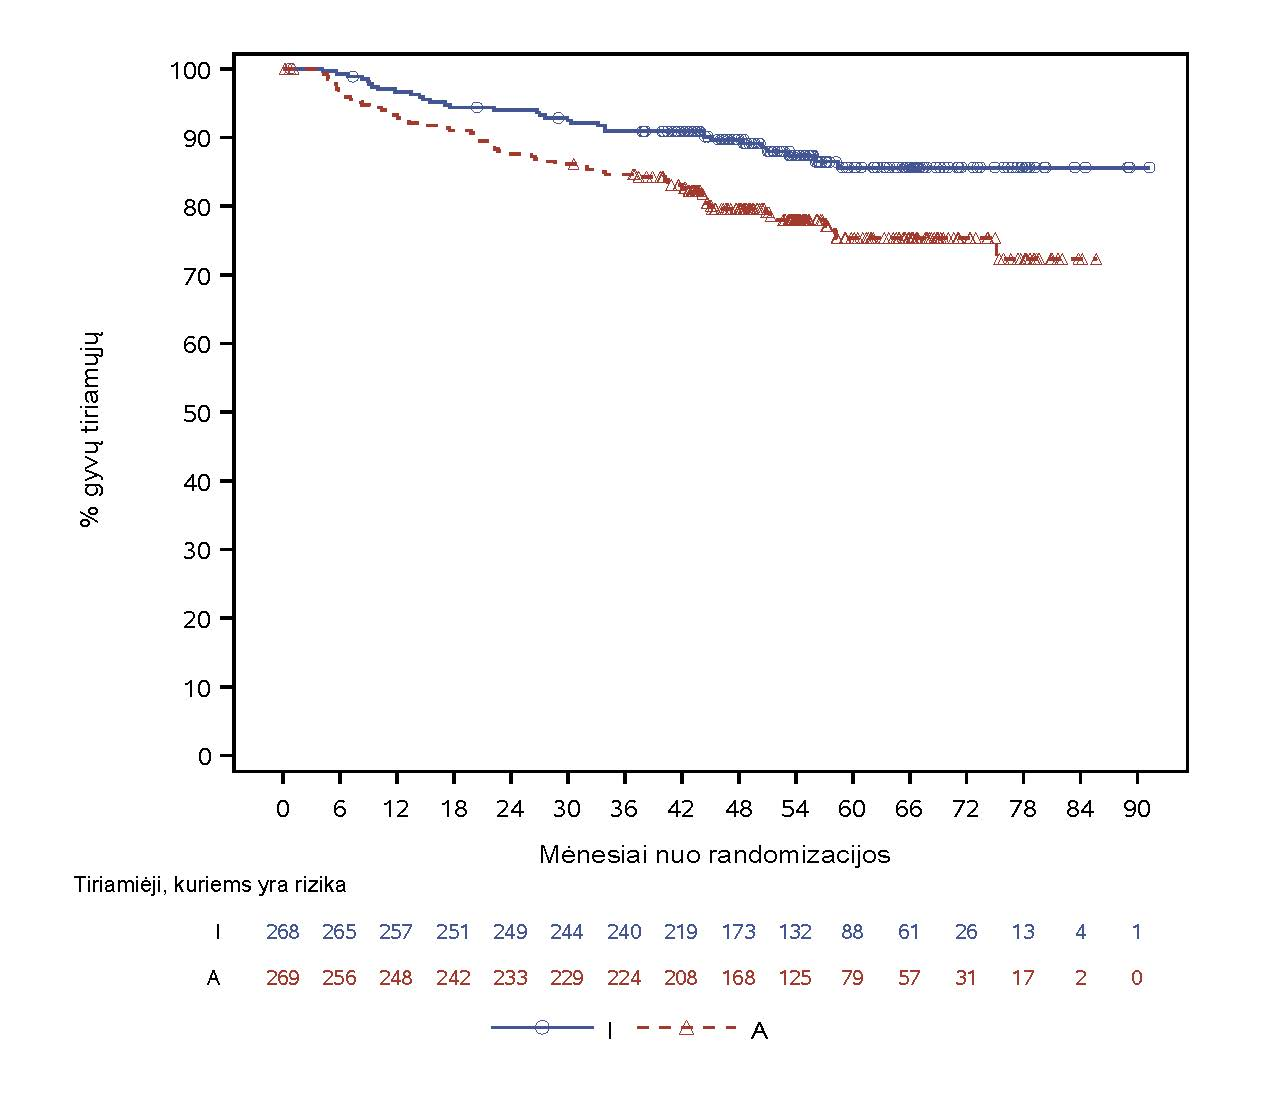 100
90
80
70
60
50
40
30
20
10
0
% gyvų tiriamųjų
0 6 12 18 24 30 36 42 48 54 60 66 72 78 84 90
Mėnesiai nuo randomizacijos
Tiriamiėji, kuriems yra rizika
I 268 265 257 251 249 244 240 219 173 132 88 61 26 13 4 1
A 269 256 248 242 233 229 224 208 168 125 79 57 31 17 2 0
I A